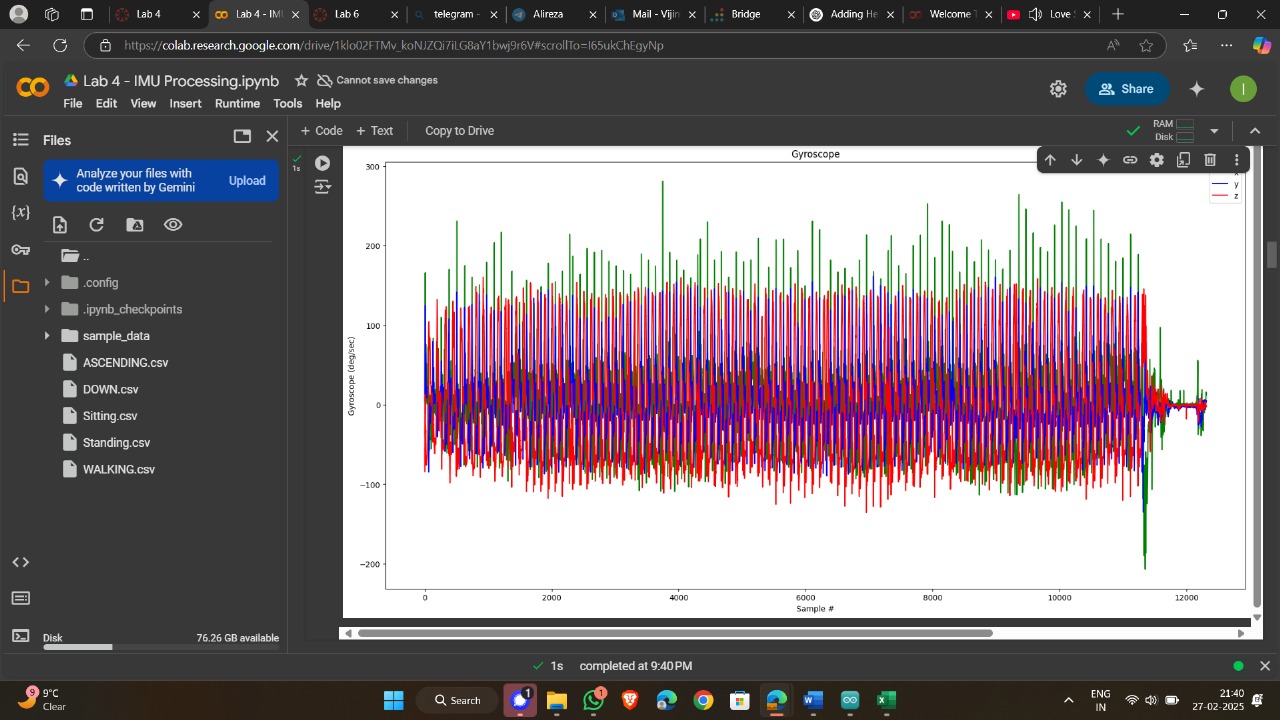 Lab 4
Lab 4 - IML
Lab 6
telegram -
Alireza
Mail - Vijin
Bridge
Adding He
Welcome T
Love S
https://colab.research.google.com/drive/1klo02FTMv_koNJZQi7iLG8aY1bwj9r6V#scrollTo=I65ukChEgyNp
Lab 4 - IMU Processing.ipynb
Cannot save changes
File Edit View Insert Runtime Tools Help
Share
I
Files
+ Code + Text Copy to Drive
RAM
Disk
Analyze your files with
code written by Gemini
Upload
{x}
..
.config
.ipynb_checkpoints
sample_data
ASCENDING.csv
DOWN.csv
Sitting.csv
Standing.csv
WALKING.csv
Disk
76.26 GB available
1s
Gyroscope
y
z
300
200
100
0
−100
−200
Gyroscope (deg/sec)
0 2000 4000 6000 8000 10000 12000
Sample #
1s completed at 9:40 PM
9
9°C
Clear
Search
1
1
ENG
IN
21:40
27-02-2025